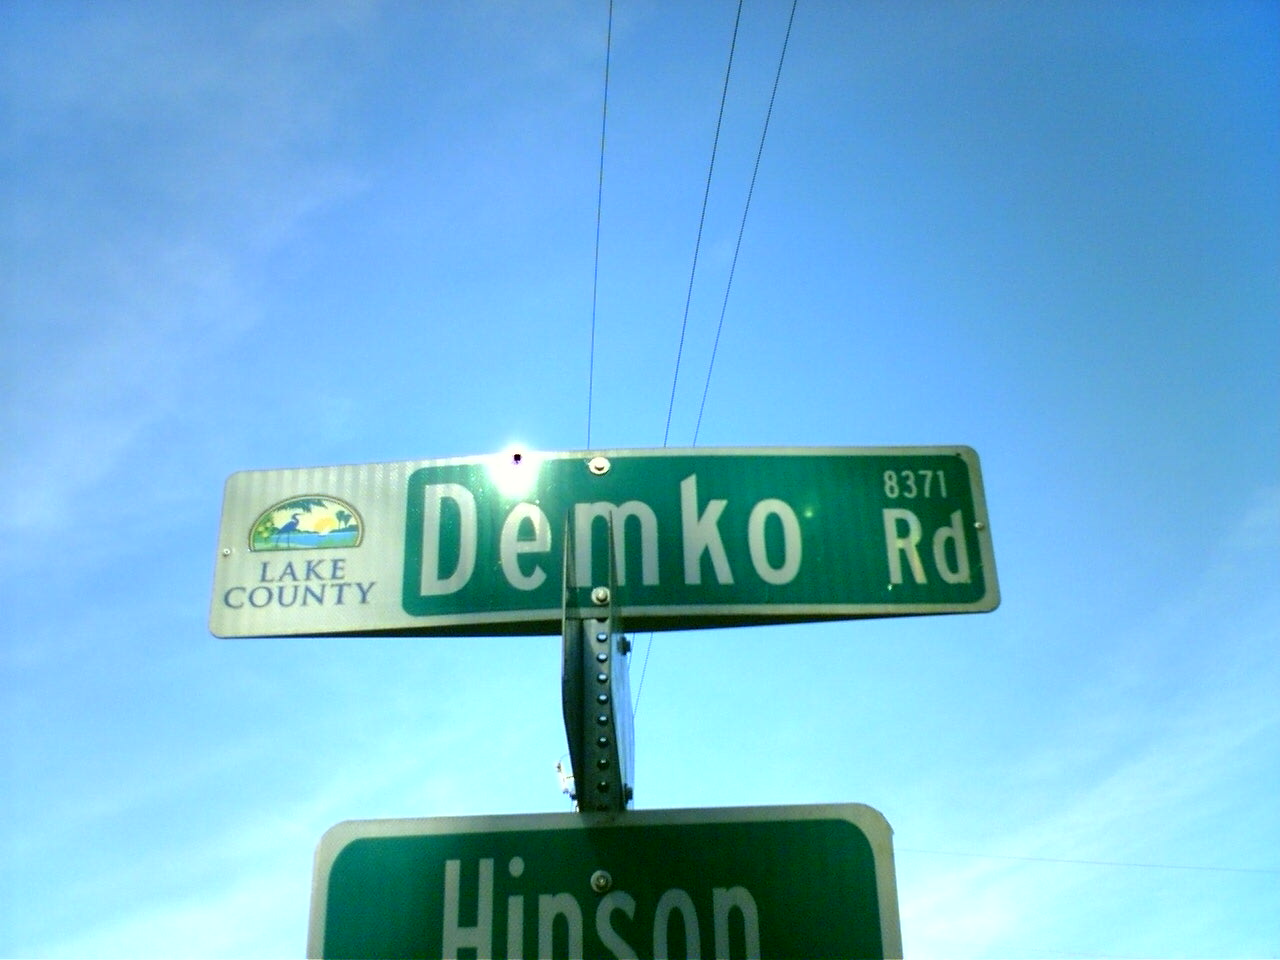 LAKE
COUNTY
Demko
8371
Rd
Hinson